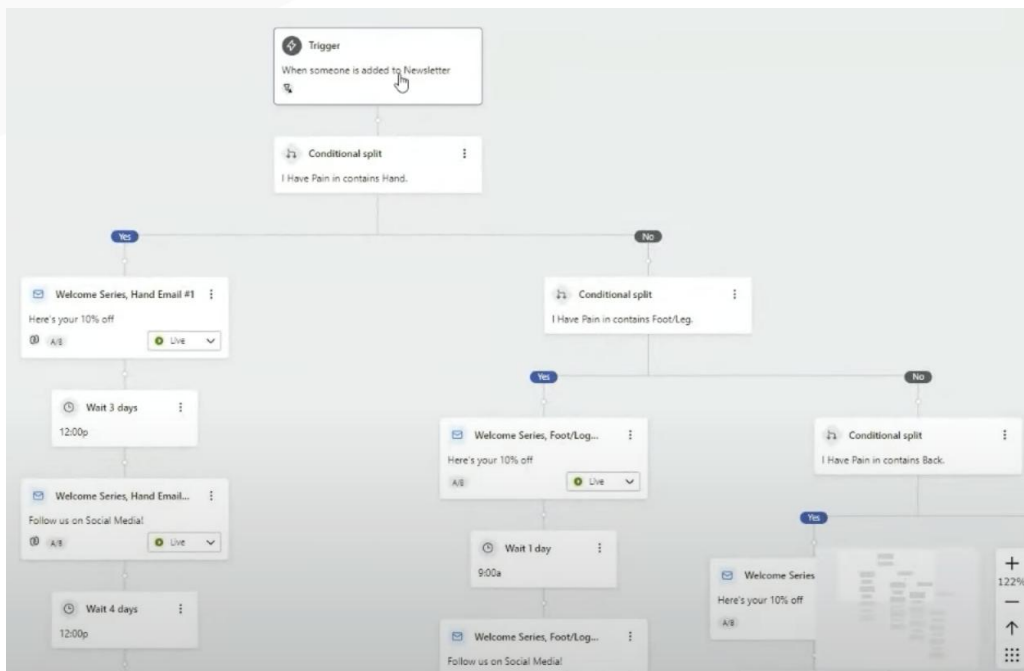 Trigger
When someone is added to Newsletter
Conditional split
I Have Pain in contains Hand.
Yes
No
Welcome Series, Hand Email #1
Here's your 10% off
A/B
Live
Conditional split
I Have Pain in contains Foot/Leg.
Yes
No
Wait 3 days
12:00p
Welcome Series, Foot/Log...
Here's your 10% off
A/B
Live
Conditional split
I Have Pain in contains Back.
Welcome Series, Hand Email...
Follow us on Social Media!
A/B
Live
Yes
Wait 1 day
9:00a
Welcome Series
Here's your 10% off
A/B
122%
Wait 4 days
12:00p
Welcome Series, Foot/Log...
Follow us on Social Media!